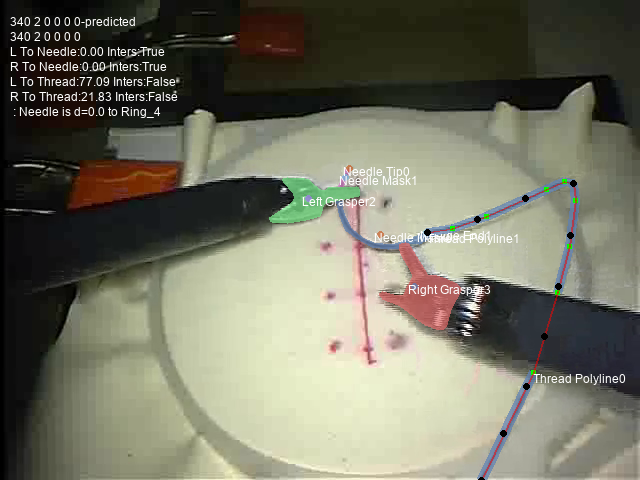 340 2 0 0 0 0-predicted
340 2 0 0 0 0
L To Needle:0.00 Inters:True
R To Needle:0.00 Inters:True
L To Thread:77.09 Inters:False
R To Thread:21.83 Inters:False
: Needle is d=0.0 to Ring_4
Needle Tip0
Needle Mask1
Left Grasper2
Thread Polyline1
Right Grasper3
Thread Polyline0